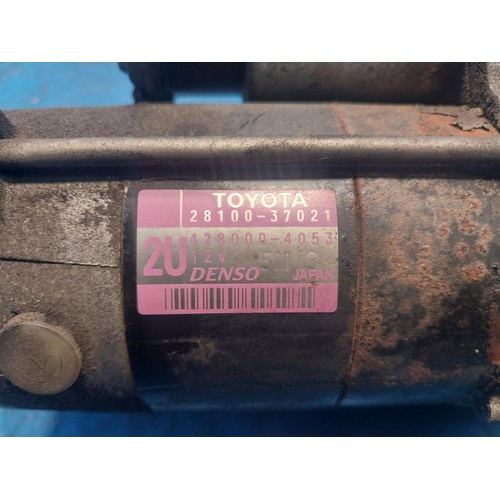 TOYOTA
28100-37021
2U 428000-4053
12V
DENSO JAPAN